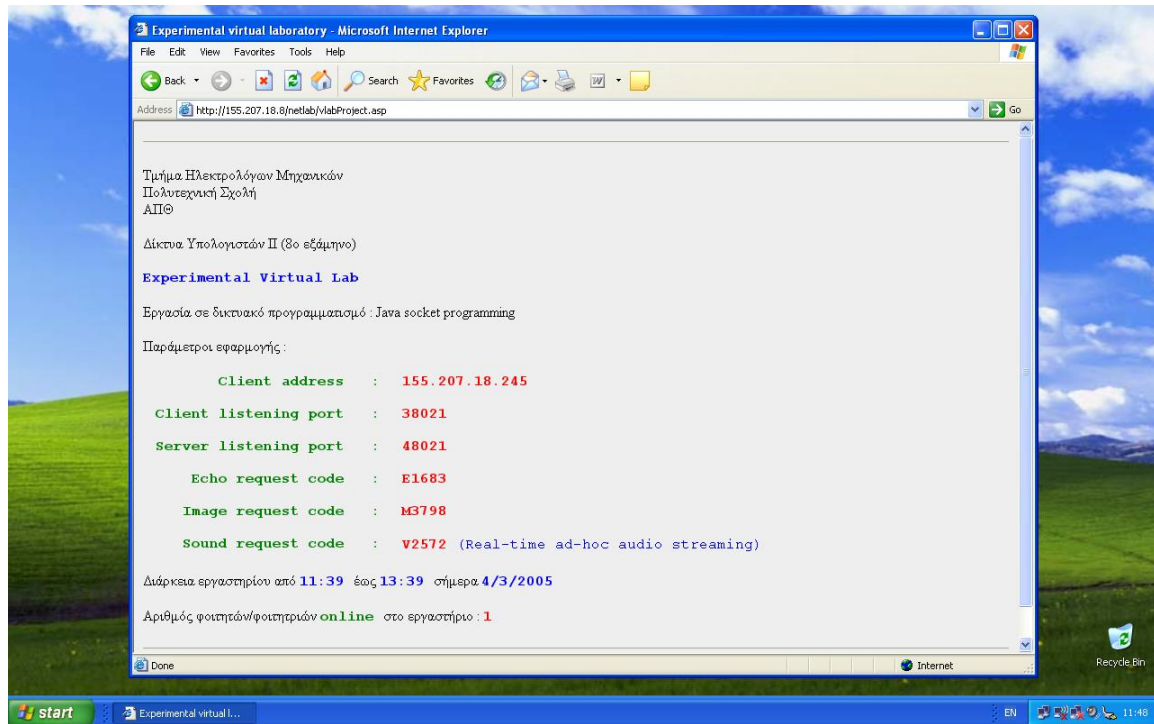 Experimental virtual laboratory - Microsoft Internet Explorer
File Edit View Favorites Tools Help
Back Search Favorites
Address http://155.207.18.8/netlab/vlabProject.asp Go
Τμήμα Ηλεκτρολόγων Μηχανικών
Πολυτεχνική Σχολή
ΑΠΘ
Δίκτυα Υπολογιστών ΙΙ (8ο εξάμηνο)
Experimental Virtual Lab
Εργασία σε δικτυακό προγραμματισμό : Java socket programming
Παράμετροι εφαρμογής :
Client address : 155.207.18.245
Client listening port : 38021
Server listening port : 48021
Echo request code : E1683
Image request code : M3798
Sound request code : V2572 (Real-time ad-hoc audio streaming)
Διάρκεια εργαστηρίου από 11:39 έως 13:39 σήμερα 4/3/2005
Αριθμός φοιτητών/φοιτητριών online στο εργαστήριο : 1
Done Internet
Recycle Bin
start Experimental virtual l... EN 11:48